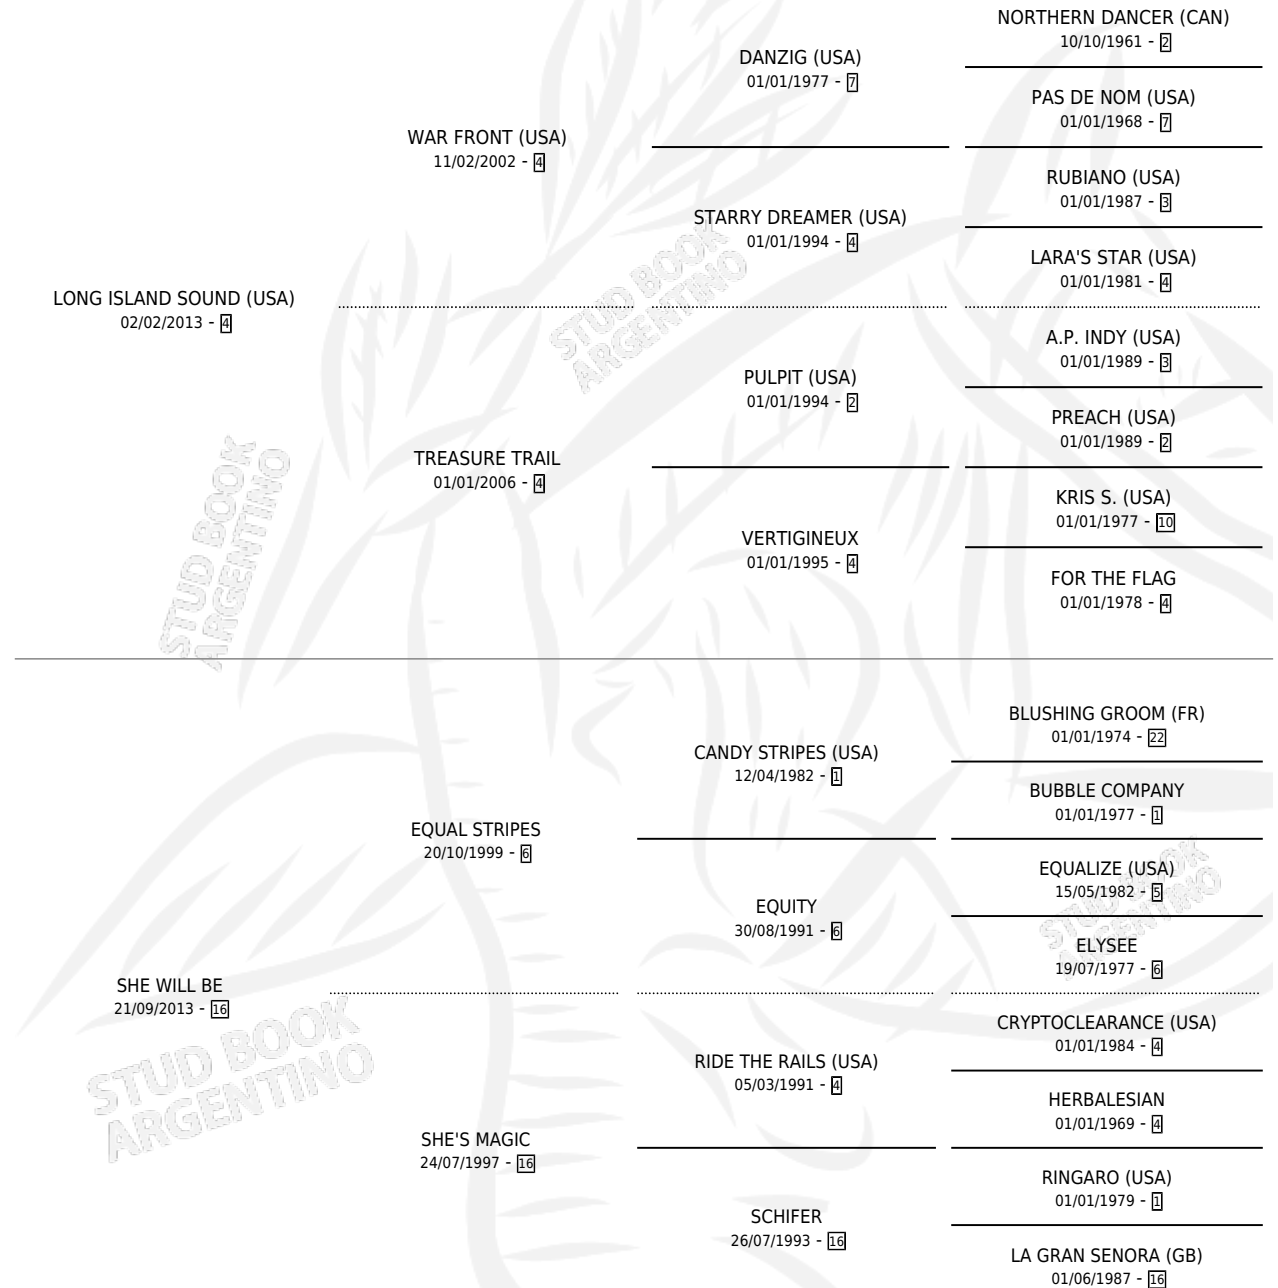 NORTHERN DANCER (CAN)
10/10/1961 - 2
DANZIG (USA)
01/01/1977 - 7
PAS DE NOM (USA)
01/01/1968 - 7
WAR FRONT (USA)
11/02/2002 - 4
RUBIANO (USA)
01/01/1987 - 3
STARRY DREAMER (USA)
01/01/1994 - 4
LARA'S STAR (USA)
01/01/1981 - 4
LONG ISLAND SOUND (USA)
02/02/2013 - 4
A.P. INDY (USA)
01/01/1989 - 3
PULPIT (USA)
01/01/1994 - 2
PREACH (USA)
01/01/1989 - 2
TREASURE TRAIL
01/01/2006 - 4
KRIS S. (USA)
01/01/1977 - 10
VERTIGINEUX
01/01/1995 - 4
FOR THE FLAG
01/01/1978 - 4
BLUSHING GROOM (FR)
01/01/1974 - 22
CANDY STRIPES (USA)
12/04/1982 - 1
BUBBLE COMPANY
01/01/1977 - 1
EQUAL STRIPES
20/10/1999 - 6
EQUALIZE (USA)
15/05/1982 - 5
EQUITY
30/08/1991 - 6
ELYSEE
19/07/1977 - 6
SHE WILL BE
21/09/2013 - 16
CRYPTOCLEARANCE (USA)
01/01/1984 - 4
RIDE THE RAILS (USA)
05/03/1991 - 4
HERBALESIAN
01/01/1969 - 4
SHE'S MAGIC
24/07/1997 - 16
RINGARO (USA)
01/01/1979 - 1
SCHIFER
26/07/1993 - 16
LA GRAN SENORA (GB)
01/06/1987 - 16
STUD BOOK
ARGENTINO
STUD BOOK
ARGENTINO
STUD BOOK
ARGENTINO
STUD BOOK
ARGENTINO